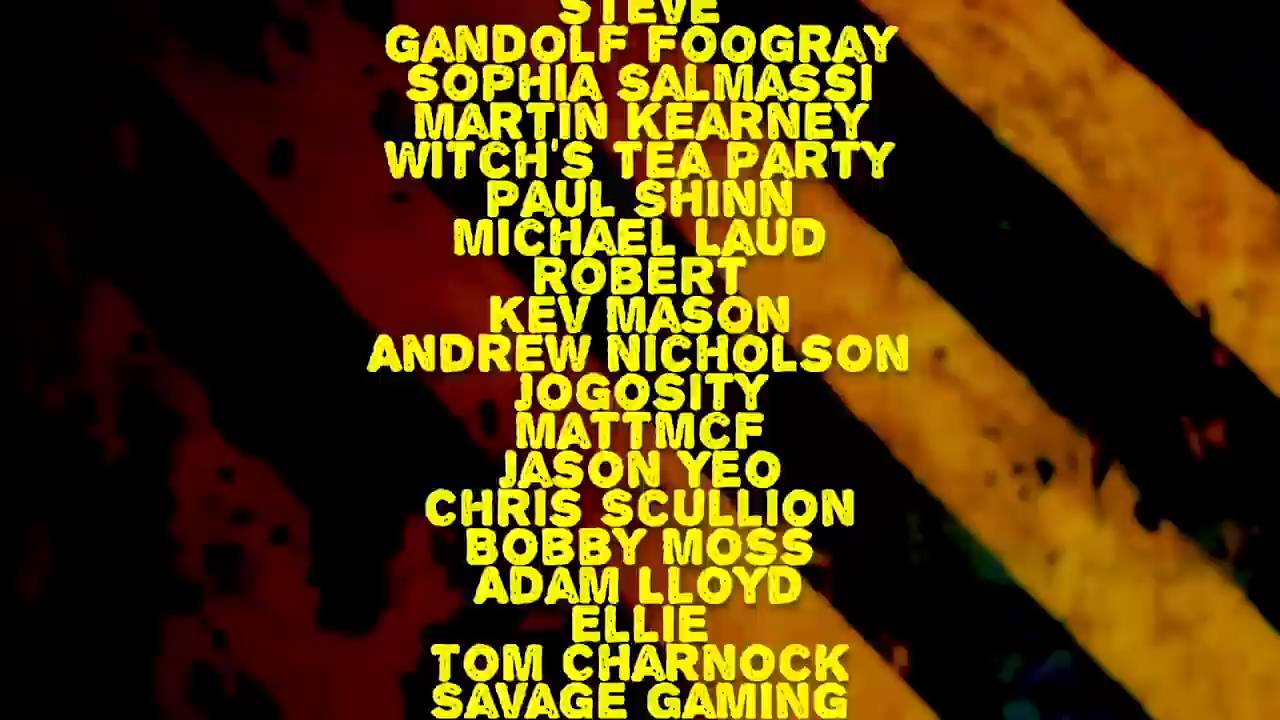 STEVE
GANDOLF FOOGRAY
SOPHIA SALMASSI
MARTIN KEARNEY
WITCH'S TEA PARTY
PAUL SHINN
MICHAEL LAUD
ROBERT
KEV MASON
ANDREW NICHOLSON
JOGOSITY
MATTMCF
JASON YEO
CHRIS SCULLION
BOBBY MOSS
ADAM LLOYD
ELLIE
TOM CHARNOCK
SAVAGE GAMING